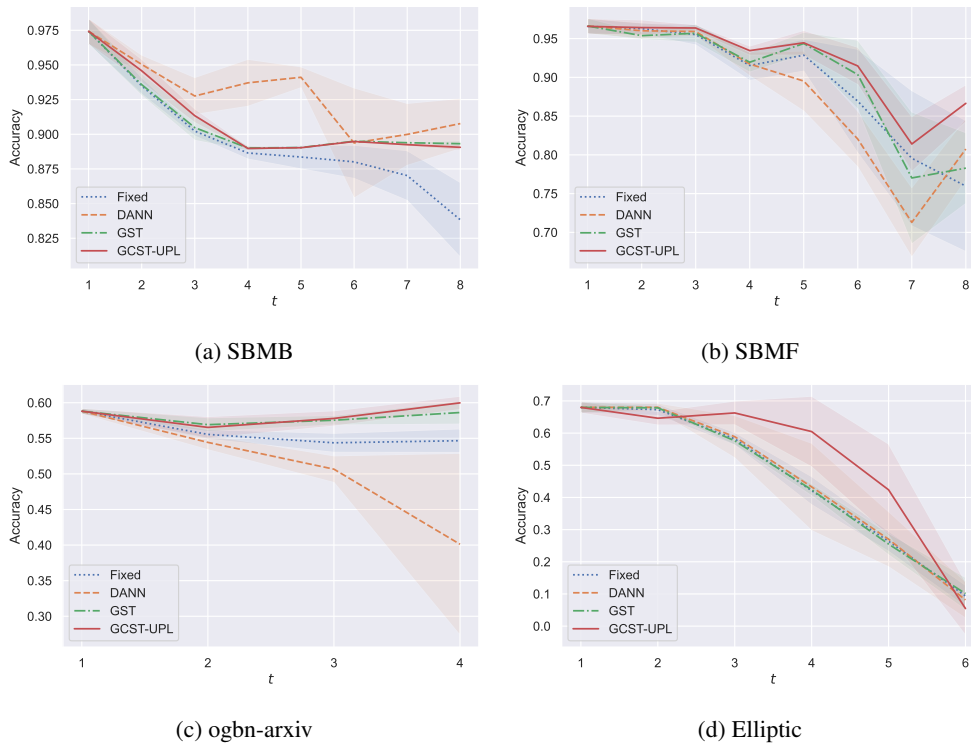 Accuracy
0.975
0.950
0.925
0.900
0.875
0.850
0.825
Fixed
DANN
GST
GCST-UPL
1 2 3 4 5 6 7 8
t
(a) SBMB
Accuracy
0.95
0.90
0.85
0.80
0.75
0.70
Fixed
DANN
GST
GCST-UPL
1 2 3 4 5 6 7 8
t
(b) SBMF
Accuracy
0.60
0.55
0.50
0.45
0.40
0.35
0.30
Fixed
DANN
GST
GCST-UPL
1 2 3 4
t
(c) ogbn-arxiv
Accuracy
0.7
0.6
0.5
0.4
0.3
0.2
0.1
0.0
Fixed
DANN
GST
GCST-UPL
1 2 3 4 5 6
t
(d) Elliptic